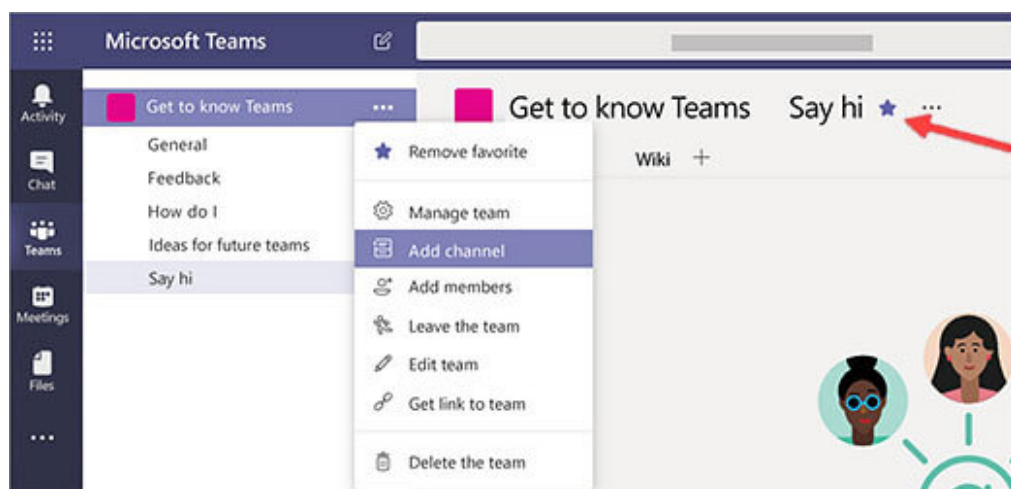 Microsoft Teams
Activity
Chat
Teams
Meetings
Files
Get to know Teams
General
Feedback
How do I
Ideas for future teams
Say hi
Remove favorite
Manage team
Add channel
Add members
Leave the team
Edit team
Get link to team
Delete the team
Get to know Teams Say hi
Wiki